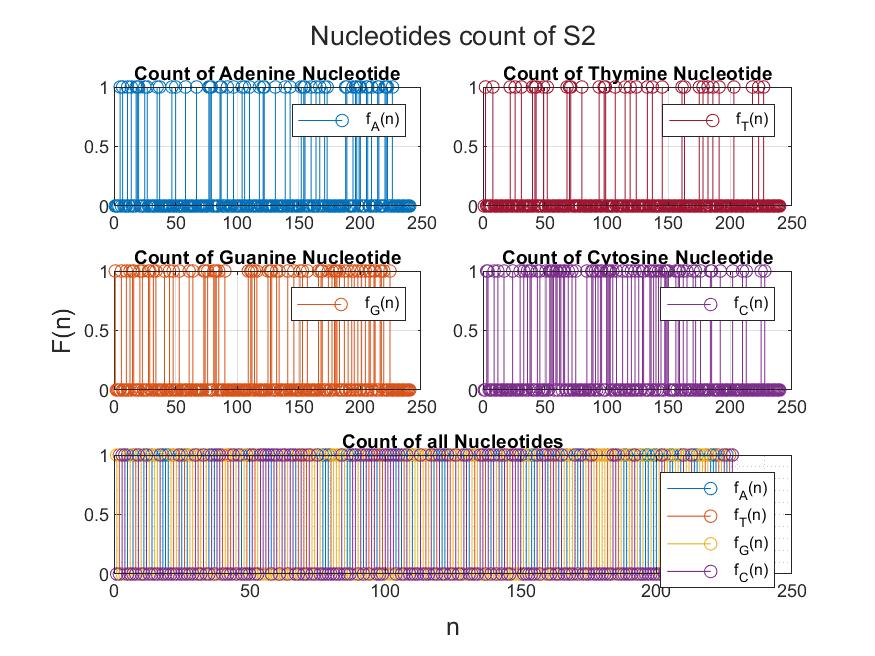 Nucleotides count of S2
Count of Adenine Nucleotide
1
0.5
0
0 50 100 150 200 250
f_A(n)
Count of Thymine Nucleotide
1
0.5
0
0 50 100 150 200 250
f_T(n)
Count of Guanine Nucleotide
1
0.5
0
0 50 100 150 200 250
f_G(n)
Count of Cytosine Nucleotide
1
0.5
0
0 50 100 150 200 250
f_C(n)
F(n)
Count of all Nucleotides
1
0.5
0
0 50 100 150 200 250
f_A(n)
f_T(n)
f_G(n)
f_C(n)
n